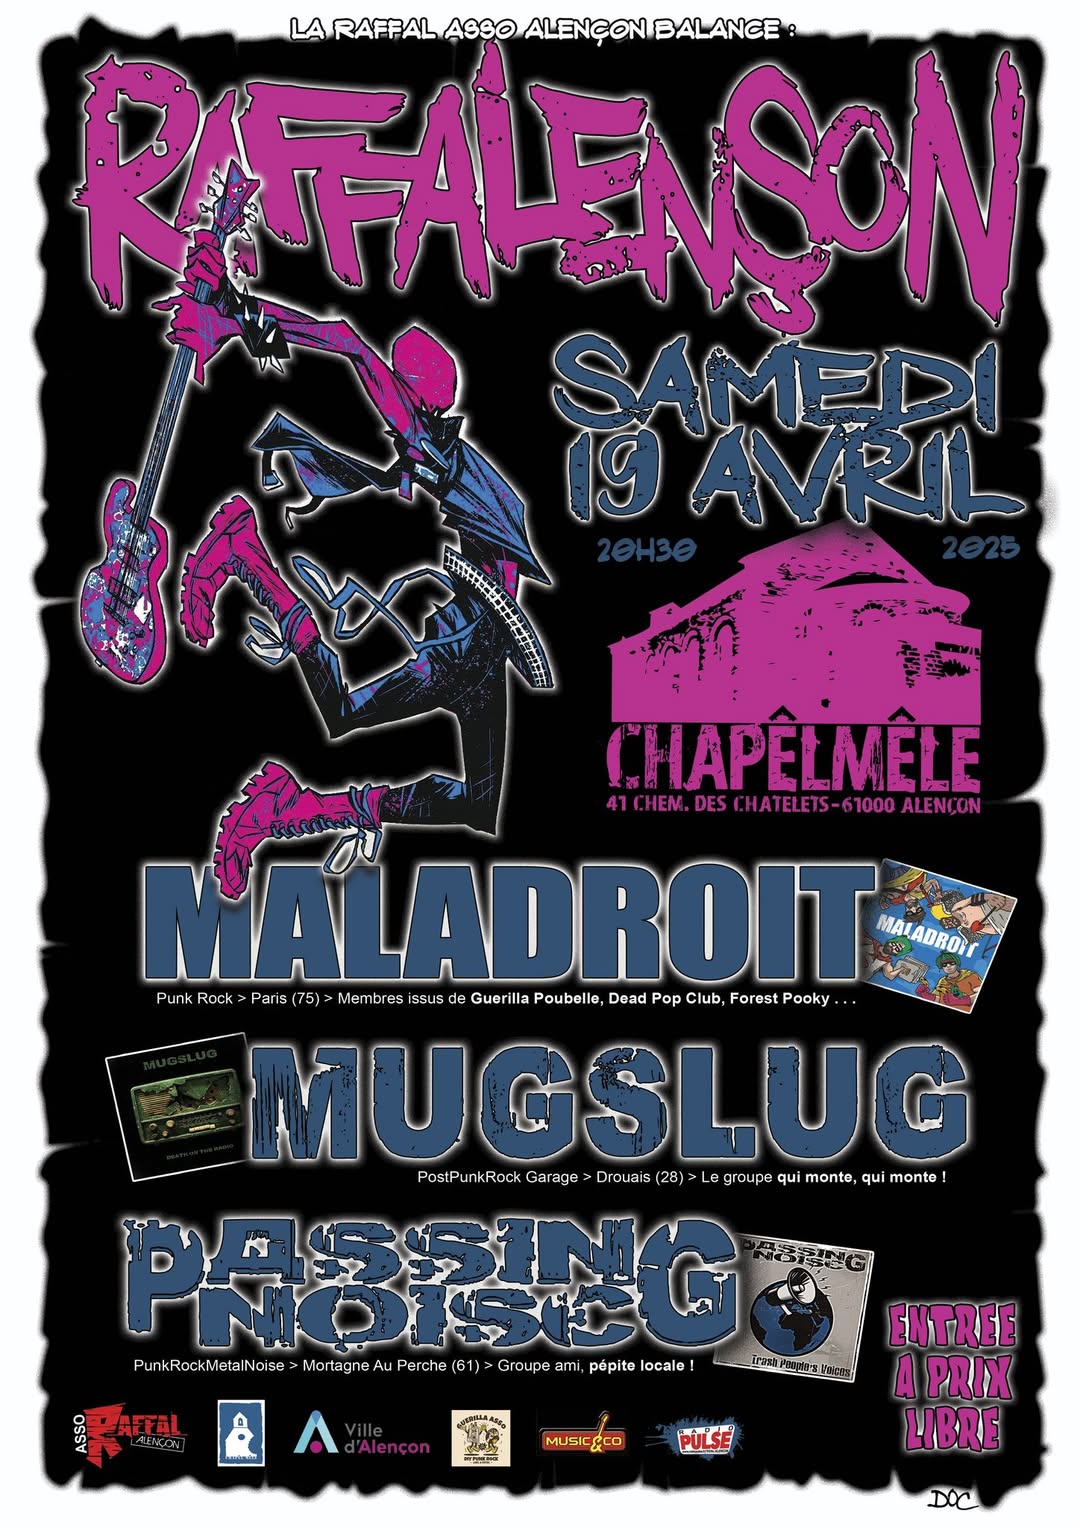 LA RAFFAL ASSO ALENÇON BALANCE :
RAFFALENÇON
SAMEDI
19 AVRIL
20H30
2025
CHAPÊLMÊLE
41 CHEM. DES CHATELETS-61000 ALENÇON
MALADROIT
MALADROIT
Punk Rock > Paris (75) > Membres issus de Guerilla Poubelle, Dead Pop Club, Forest Pooky . . .
MUGSLUG
DEATH ON THE RADIO
MUGSLUG
PostPunkRock Garage > Drouais (28) > Le groupe qui monte, qui monte !
PASSING
NOISE
PASSING
NOISE
Trash People's Voices
PunkRockMetalNoise > Mortagne Au Perche (61) > Groupe ami, pépite locale !
ENTREE
A PRIX
LIBRE
ASSO
RAFFAL
ALENÇON
Ville
d'Alençon
GUERILLA ASSO
DIY PUNK ROCK
MUSIC&CO
RADIO
PULSE
DOC